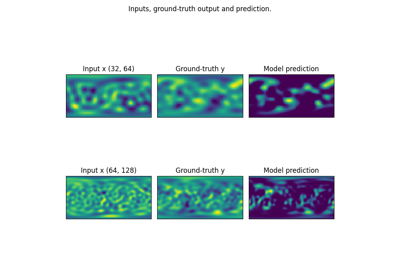 Inputs, ground-truth output and prediction.
Input x (32, 64) Ground-truth y Model prediction
Input x (64, 128) Ground-truth y Model prediction